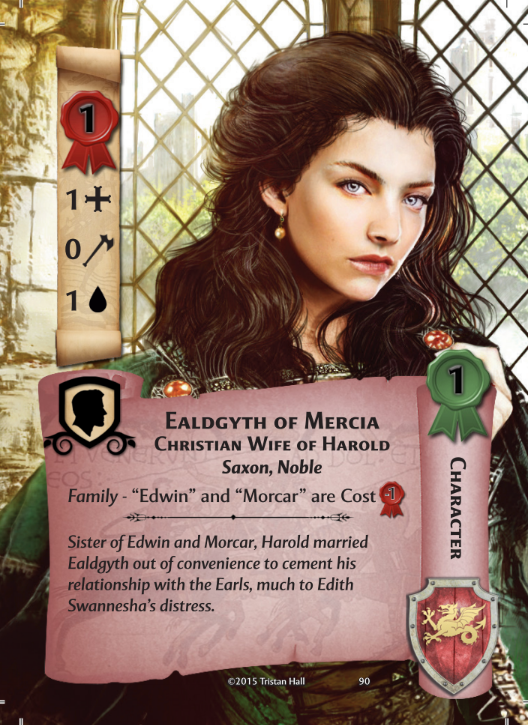 1
1
0
1
Ealdgyth of Mercia
Christian Wife of Harold
Saxon, Noble
Family - "Edwin" and "Morcar" are Cost -1
Sister of Edwin and Morcar, Harold married
Ealdgyth out of convenience to cement his
relationship with the Earls, much to Edith
Swannesha's distress.
1
Character
©2015 Tristan Hall
90